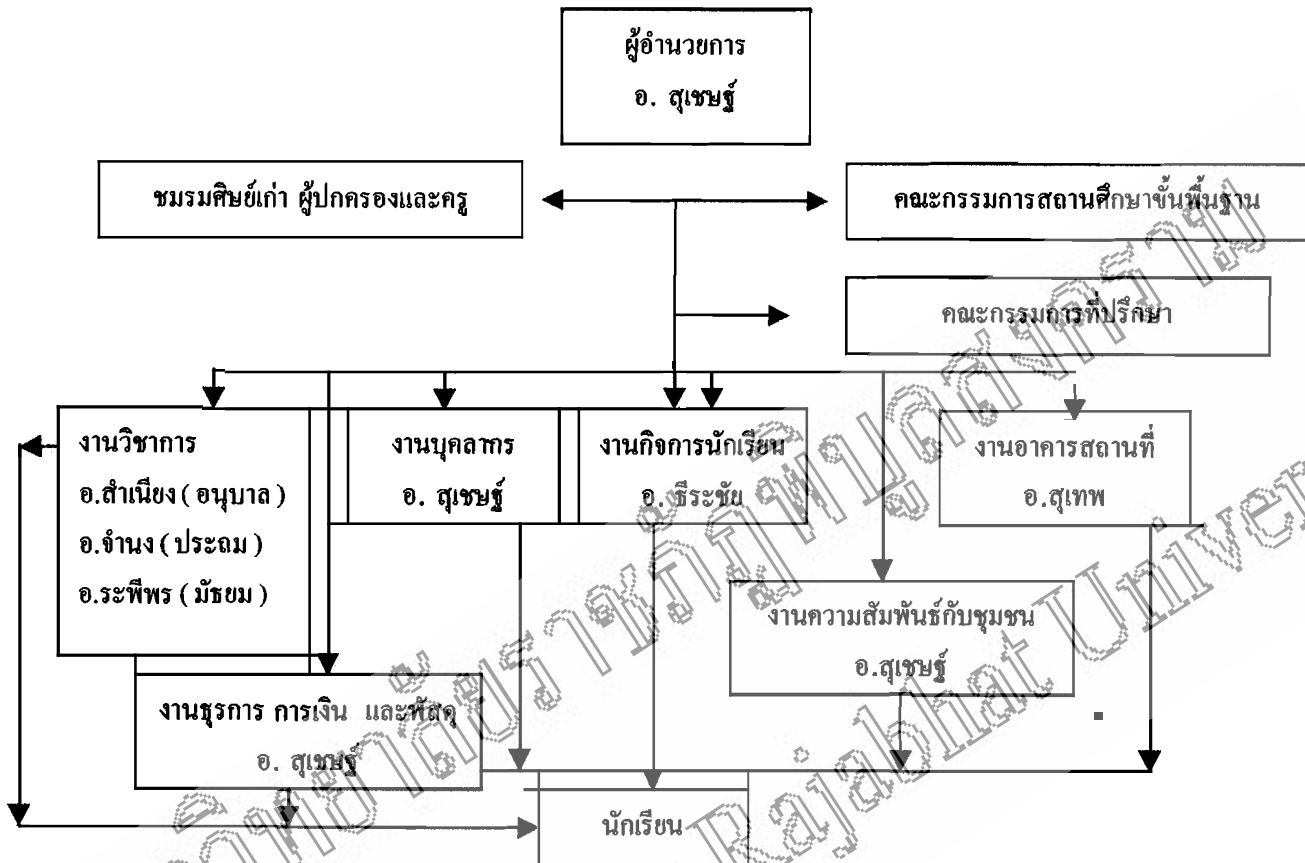 ผู้อำนวยการ
อ. สุเชษฐ์
ชมรมศิษย์เก่า ผู้ปกครองและครู
คณะกรรมการสถานศึกษาขั้นพื้นฐาน
คณะกรรมการที่ปรึกษา
งานวิชาการ
อ.สำเนียง ( อนุบาล )
อ.จำนง ( ประถม )
อ.ระพีพร ( มัธยม )
งานบุคลากร
อ. สุเชษฐ์
งานกิจการนักเรียน
อ. ธีระชัย
งานอาคารสถานที่
อ.สุเทพ
งานความสัมพันธ์กับชุมชน
อ.สุเชษฐ์
งานธุรการ การเงิน และพัสดุ
อ. สุเชษฐ์
นักเรียน
Rajabhat Univer